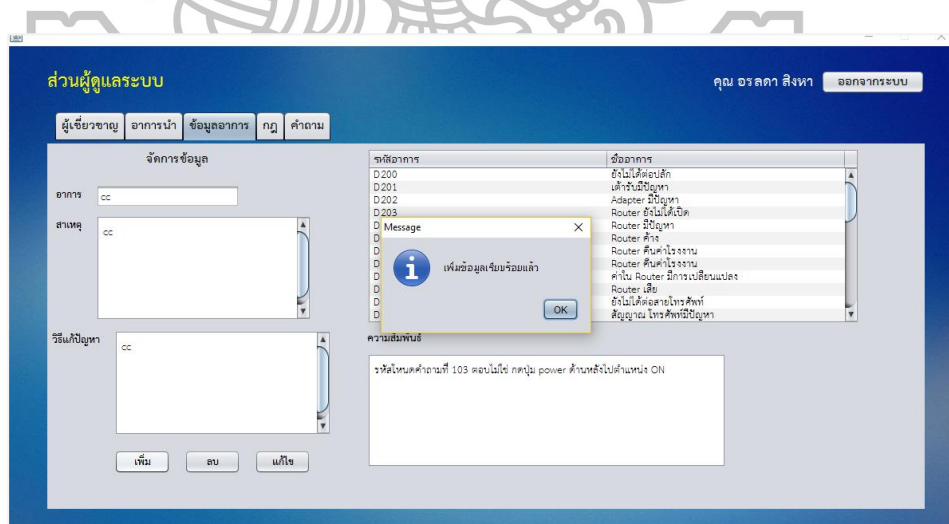 ส่วนผู้ดูแลระบบ
คุณ อรลดา สิงหา ออกจากระบบ
ผู้เชี่ยวชาญ อาการนำ ข้อมูลอาการ กฎ คำถาม
จัดการข้อมูล
อาการ cc
สาเหตุ cc
วิธีแก้ปัญหา cc
เพิ่ม ลบ แก้ไข
รหัสอาการ ชื่ออาการ
D200 ยังไม่ได้ต่อปลัก
D201 เต้ารับมีปัญหา
D202 Adapter มีปัญหา
D203 Router ยังไม่ได้เปิด
D Router มีปัญหา
D Router ค้าง
D Router คืนค่าโรงงาน
D Router คืนค่าโรงงาน
D ค่าใน Router มีการเปลี่ยนแปลง
D Router เสีย
D ยังไม่ได้ต่อสายโทรศัพท์
D สัญญาณ โทรศัพท์มีปัญหา
Message
เพิ่มข้อมูลเรียบร้อยแล้ว
OK
ความสัมพันธ์
รหัสโหนดคำถามที่ 103 ตอบไม่ใช่ กดปุ่ม power ด้านหลังไปตำแหน่ง ON